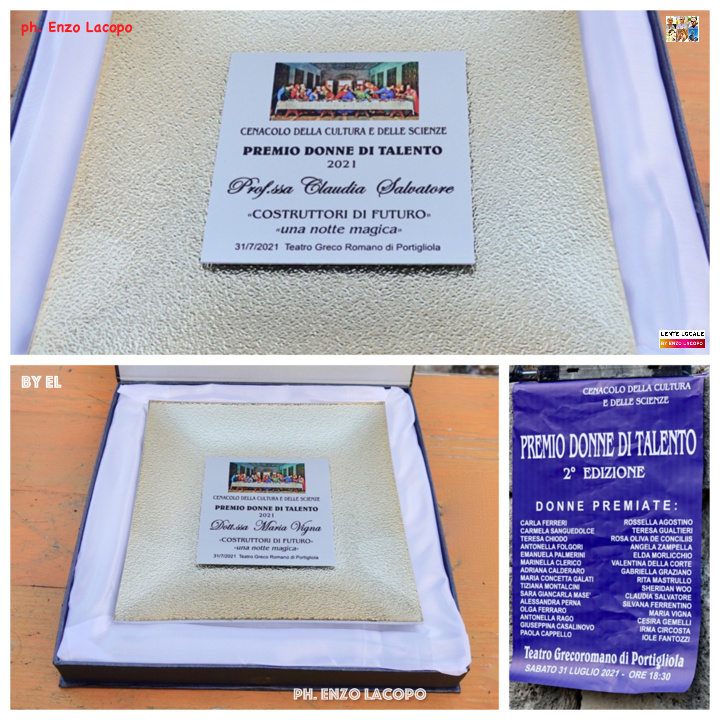 ph. Enzo Lacopo
CENACOLO DELLA CULTURA E DELLE SCIENZE
PREMIO DONNE DI TALENTO
2021
Prof.ssa Claudia Salvatore
«COSTRUTTORI DI FUTURO»
«una notte magica»
31/7/2021 Teatro Greco Romano di Portigliola
LENTE LOCALE
BY ENZO LACOPO
BY EL
CENACOLO DELLA CULTURA E DELLE SCIENZE
PREMIO DONNE DI TALENTO
2021
Dott.ssa Maria Vigna
«COSTRUTTORI DI FUTURO»
«una notte magica»
31/7/2021 Teatro Greco Romano di Portigliola
PH. ENZO LACOPO
CENACOLO DELLA CULTURA
E DELLE SCIENZE
PREMIO DONNE DI TALENTO
2° EDIZIONE
DONNE PREMIATE:
CARLA FERRERI
CARMELA SANGUEDOLCE
TERESA CHIODO
ANTONELLA FOLGORI
EMANUELA PALMERINI
MARINELLA CLERICO
ADRIANA CALDERARO
MARIA CONCETTA GALATI
TIZIANA MONTALCINI
SARA GIANCARLA MASE'
ALESSANDRA PERNA
OLGA FERRARO
ANTONELLA RAGO
GIUSEPPINA CASALINOVO
PAOLA CAPPELLO
ROSSELLA AGOSTINO
TERESA GUALTIERI
ROSA OLIVA DE CONCILIIS
ANGELA ZAMPELLA
ELDA MORLICCHIO
VALENTINA DELLA CORTE
GABRIELLA GRAZIANO
RITA MASTRULLO
SHERIDAN WOO
CLAUDIA SALVATORE
SILVANA FERRENTINO
MARIA VIGNA
CESIRA GEMELLI
IRMA CIRCOSTA
IOLE FANTOZZI
Teatro Grecoromano di Portigliola
SABATO 31 LUGLIO 2021 - ORE 18:30